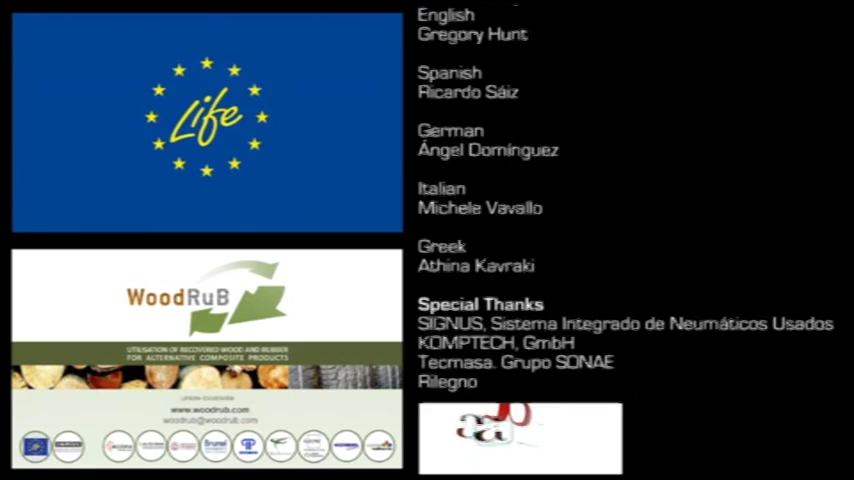 Life
WoodRuB
UTILISATION OF RECOVERED WOOD AND RUBBER
FOR ALTERNATIVE COMPOSITE PRODUCTS
www.woodrub.com
woodrub@woodrub.com
Brunel
English
Gregory Hunt
Spanish
Ricardo Sáiz
German
Ángel Domínguez
Italian
Michele Vavallo
Greek
Athina Kavraki
Special Thanks
SIGNUS, Sistema Integrado de Neumáticos Usados
KOMPTECH, GmbH
Tecmasa. Grupo SONAE
Rilegno